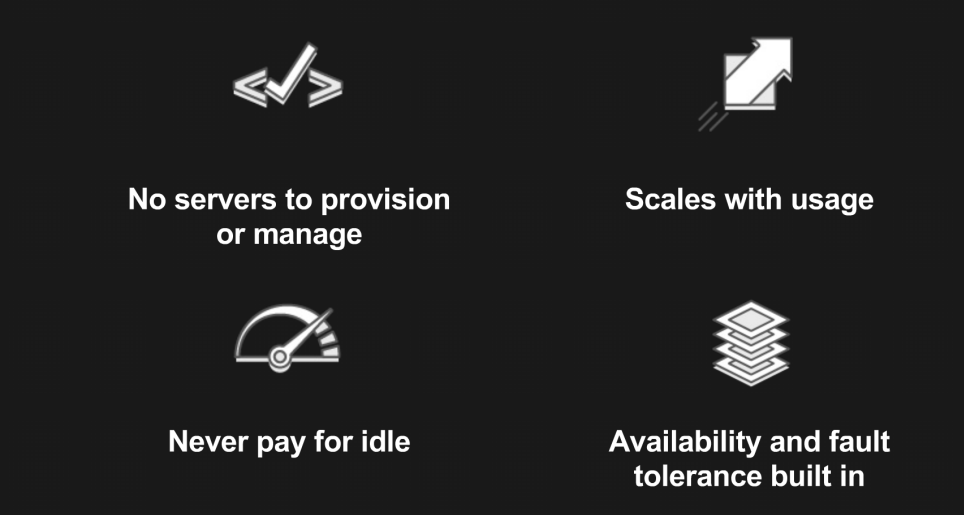 No servers to provision
or manage
Scales with usage
Never pay for idle
Availability and fault
tolerance built in